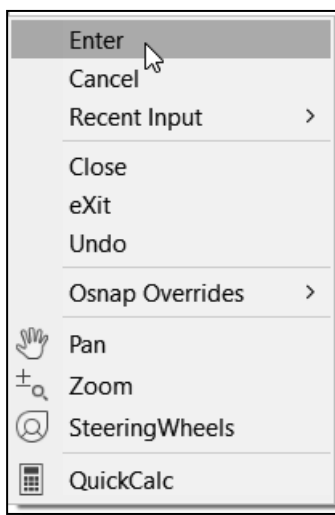 Enter
Cancel
Recent Input
Close
eXit
Undo
Osnap Overrides
Pan
Zoom
SteeringWheels
QuickCalc